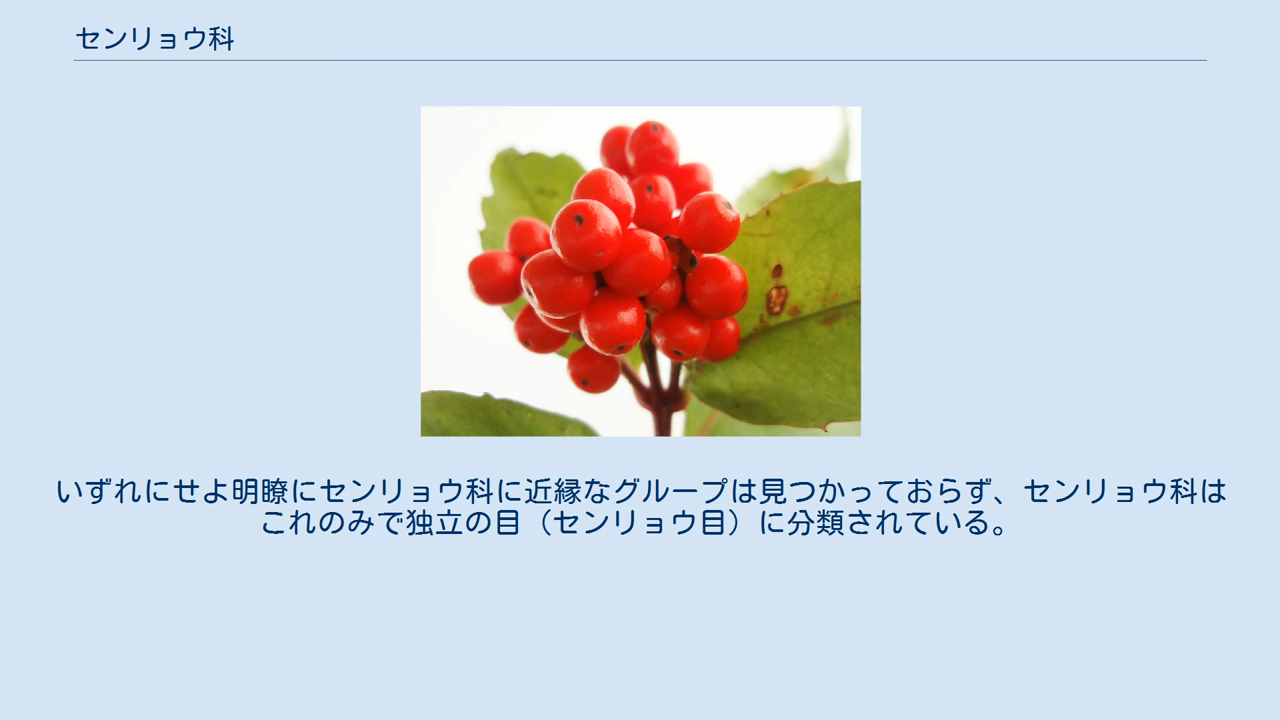 センリョウ科
いずれにせよ明瞭にセンリョウ科に近縁なグループは見つかっておらず、センリョウ科は
これのみで独立の目（センリョウ目）に分類されている。